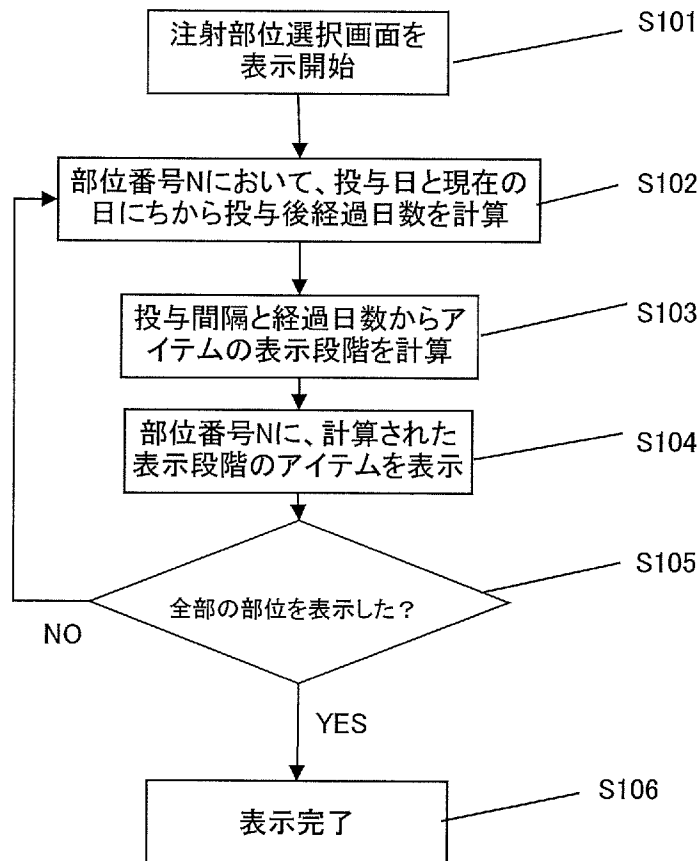 注射部位選択画面を
表示開始
S101
部位番号Nにおいて、投与日と現在の
日にちから投与後経過日数を計算
S102
投与間隔と経過日数からア
イテムの表示段階を計算
S103
部位番号Nに、計算された
表示段階のアイテムを表示
S104
全部の部位を表示した？
S105
NO
YES
表示完了
S106